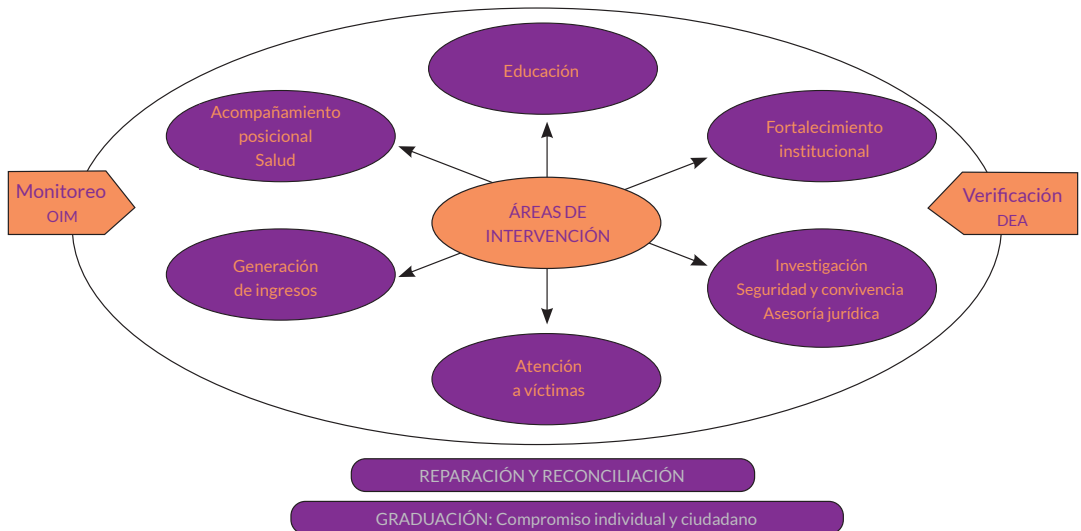 Educación
Acompañamiento
posicional
Salud
Fortalecimiento
institucional
Monitoreo
OIM
Verificación
DEA
ÁREAS DE
INTERVENCIÓN
Generación
de ingresos
Investigación
Seguridad y convivencia
Asesoría jurídica
Atención
a víctimas
REPARACIÓN Y RECONCILIACIÓN
GRADUACIÓN: Compromiso individual y ciudadano